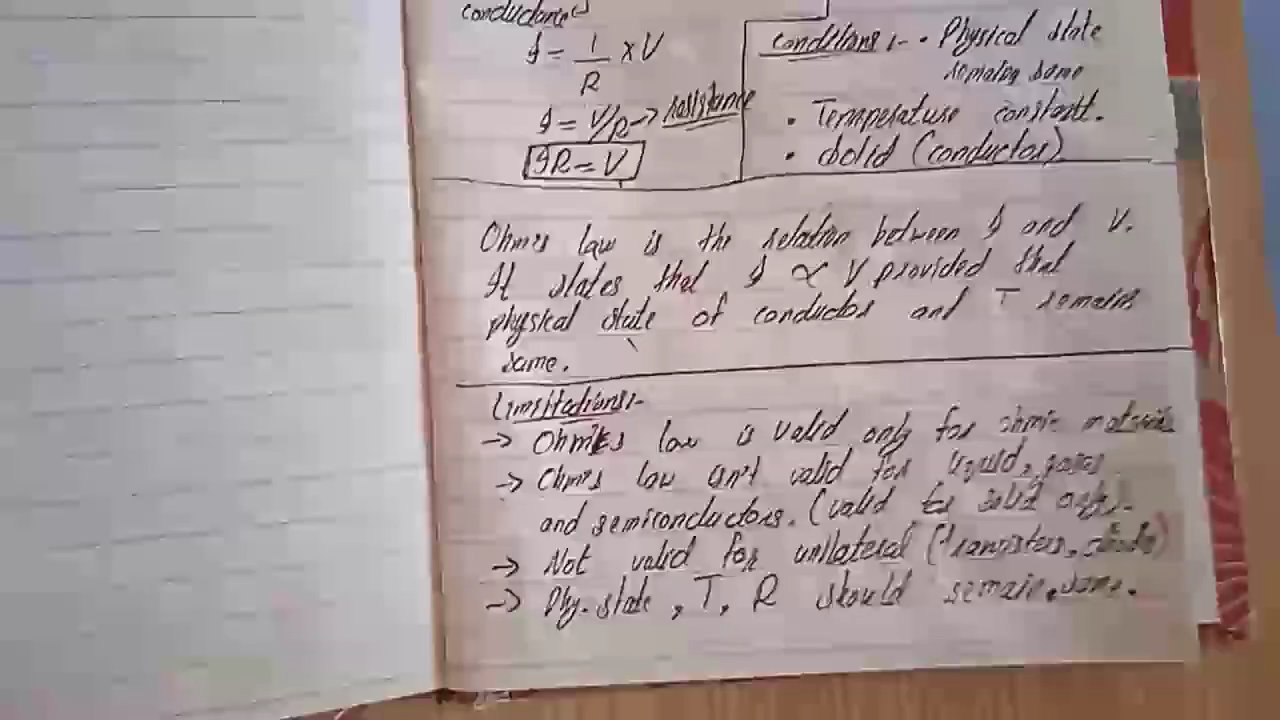 conductance
I = 1/R × V
I = V/R → resistance
IR = V
Conditions :- • Physical state
remains same
• Temperature constant.
• Solid (conductor)
Ohm's law is the relation between I and V.
It states that I ∝ V provided that
physical state of conductor and T remains
same.
Limitations:-
→ Ohm's law is valid only for ohmic materials
→ Ohm's law isn't valid for liquid, gases
and semiconductors. (valid for solid only).
→ Not valid for unilateral (transistors, diode)
→ Phy. state, T, R should remain same.